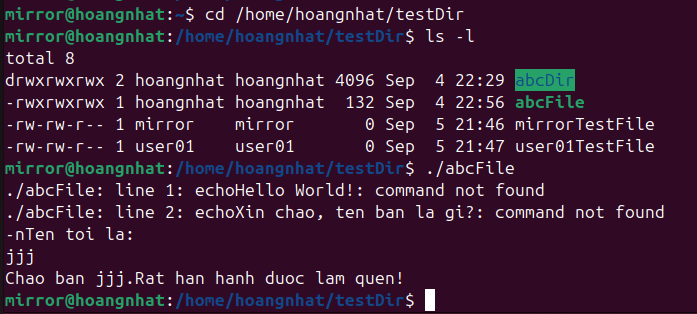 mirror@hoangnhat:~$ cd /home/hoangnhat/testDir
mirror@hoangnhat:/home/hoangnhat/testDir$ ls -l
total 8
drwxrwxrwx 2 hoangnhat hoangnhat 4096 Sep  4 22:29 abcDir
-rwxrwxrwx 1 hoangnhat hoangnhat  132 Sep  4 22:56 abcFile
-rw-rw-r-- 1 mirror    mirror       0 Sep  5 21:46 mirrorTestFile
-rw-rw-r-- 1 user01    user01       0 Sep  5 21:47 user01TestFile
mirror@hoangnhat:/home/hoangnhat/testDir$ ./abcFile
./abcFile: line 1: echoHello World!: command not found
./abcFile: line 2: echoXin chao, ten ban la gi?: command not found
-nTen toi la:
jjj
Chao ban jjj.Rat han hanh duoc lam quen!
mirror@hoangnhat:/home/hoangnhat/testDir$